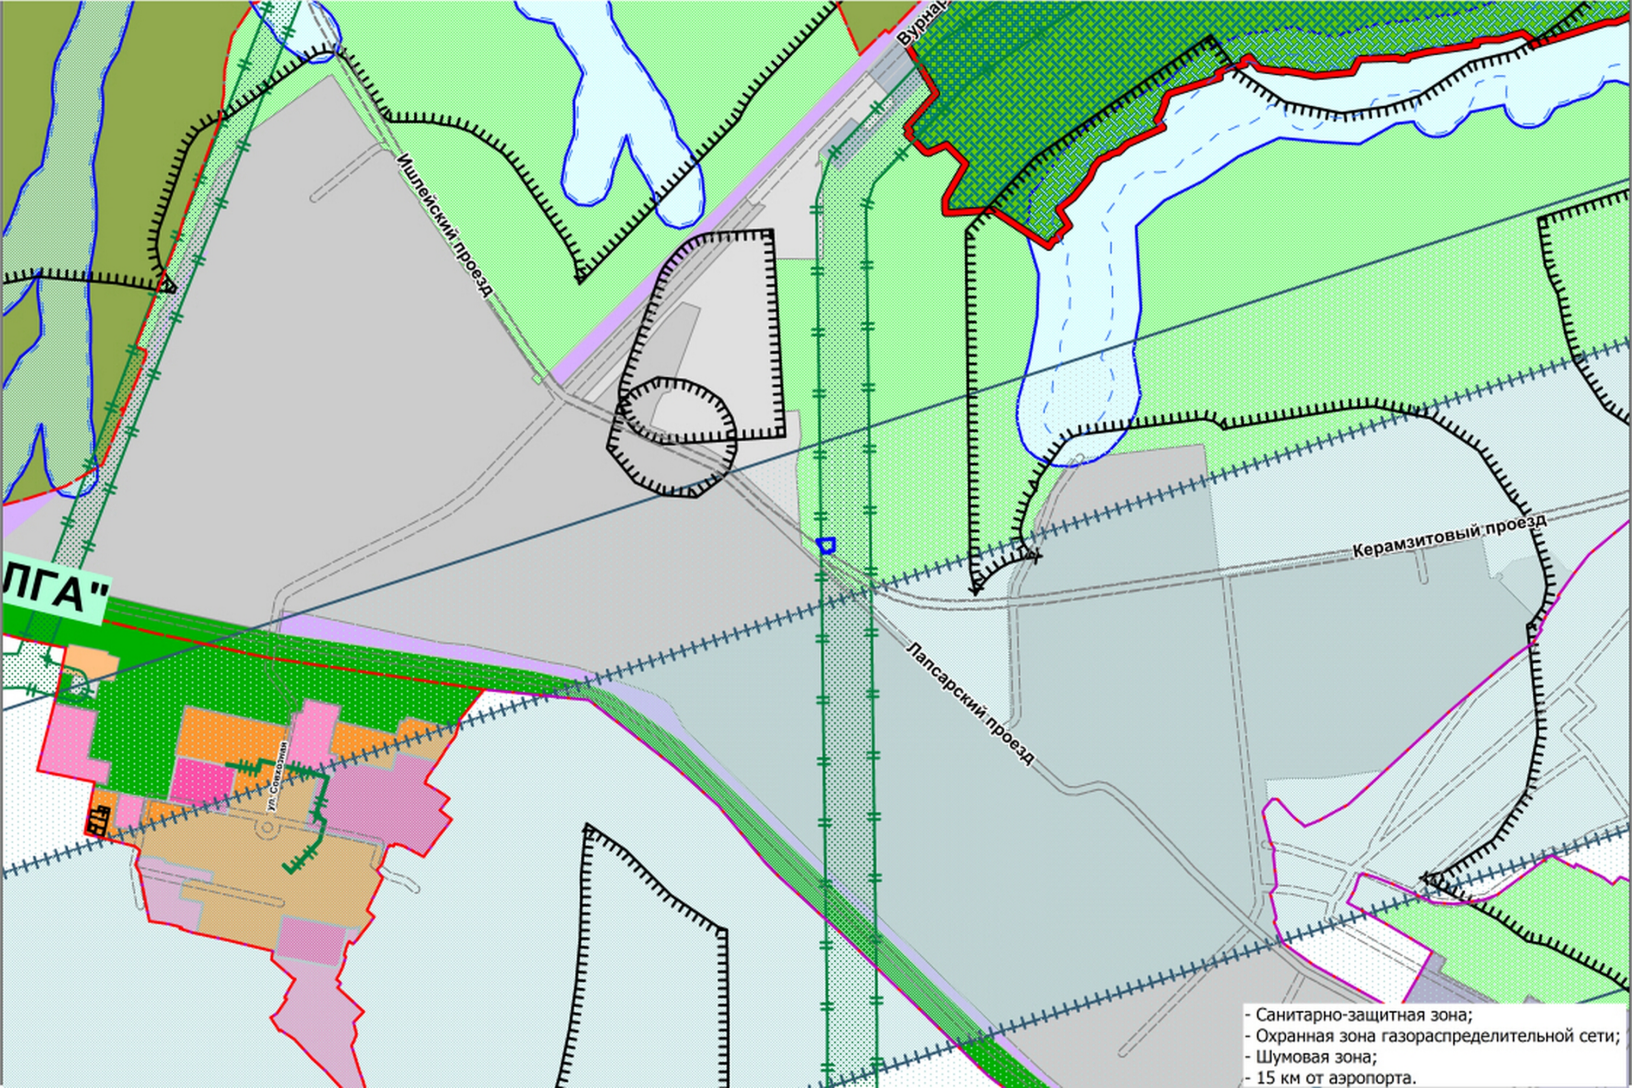 Вурнар
Ишлейский проезд
Керамзитовый проезд
ЛГА"
Лапсарский проезд
ул. Совхозная
- Санитарно-защитная зона;
- Охранная зона газораспределительной сети;
- Шумовая зона;
- 15 км от аэропорта.